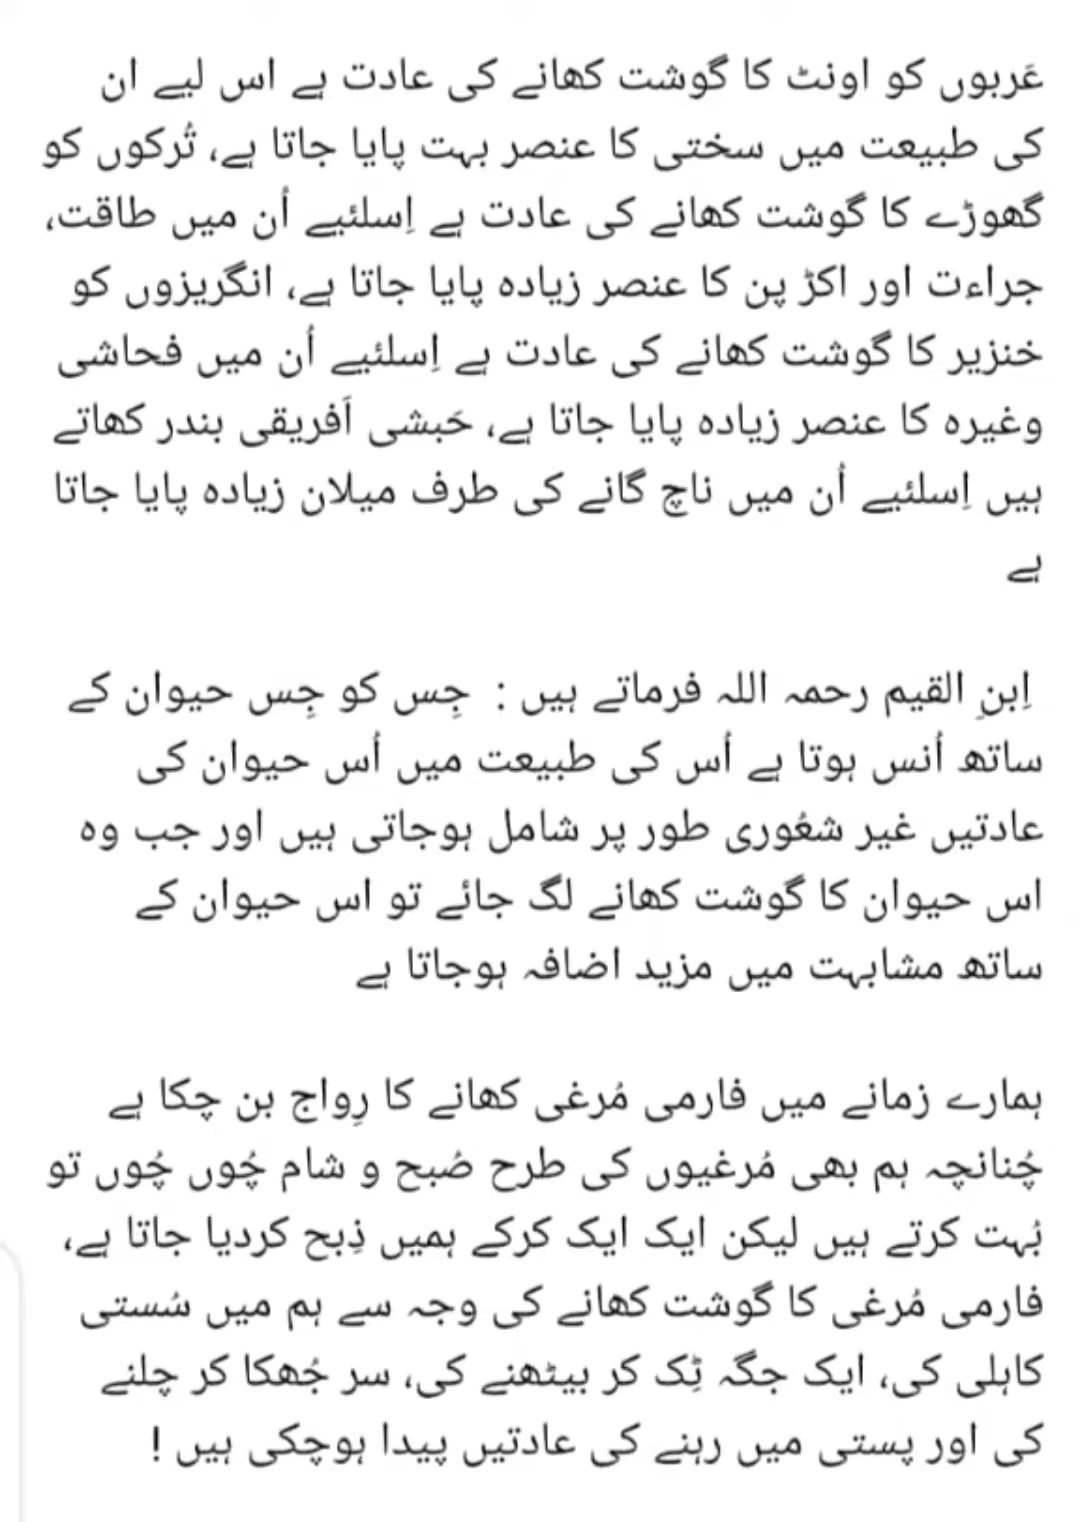 عَربوں کو اونٹ کا گوشت کھانے کی عادت ہے اس لیے ان
کی طبیعت میں سختی کا عنصر بہت پایا جاتا ہے، تُرکوں کو
گھوڑے کا گوشت کھانے کی عادت ہے اِسلئیے اُن میں طاقت،
جراءت اور اکڑ پن کا عنصر زیادہ پایا جاتا ہے، انگریزوں کو
خنزیر کا گوشت کھانے کی عادت ہے اِسلئیے اُن میں فحاشی
وغیرہ کا عنصر زیادہ پایا جاتا ہے، حَبشی اَفریقی بندر کھاتے
ہیں اِسلئیے اُن میں ناچ گانے کی طرف میلان زیادہ پایا جاتا
ہے
اِبنِ القیم رحمہ اللہ فرماتے ہیں : جِس کو جِس حیوان کے
ساتھ اُنس ہوتا ہے اُس کی طبیعت میں اُس حیوان کی
عادتیں غیر شعُوری طور پر شامل ہوجاتی ہیں اور جب وہ
اس حیوان کا گوشت کھانے لگ جائے تو اس حیوان کے
ساتھ مشابہت میں مزید اضافہ ہوجاتا ہے
ہمارے زمانے میں فارمی مُرغی کھانے کا رِواج بن چکا ہے
چُنانچہ ہم بھی مُرغیوں کی طرح صُبح و شام چُوں چُوں تو
بُہت کرتے ہیں لیکن ایک ایک کرکے ہمیں ذِبح کردیا جاتا ہے،
فارمی مُرغی کا گوشت کھانے کی وجہ سے ہم میں سُستی
کاہلی کی، ایک جگہ ٹِک کر بیٹھنے کی، سر جُھکا کر چلنے
کی اور پستی میں رہنے کی عادتیں پیدا ہوچکی ہیں !